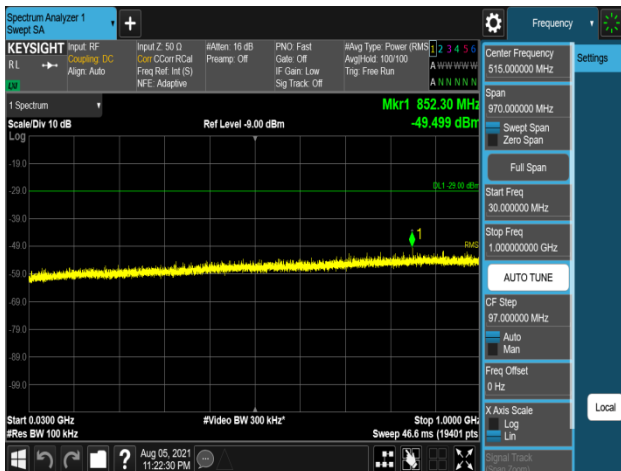 Spectrum Analyzer 1
Swept SA
+
Frequency
KEYSIGHT
RL
LXI
Input: RF
Coupling: DC
Align: Auto
Input Z: 50 Ω
Corr CCorr RCal
Freq Ref: Int (S)
NFE: Adaptive
#Atten: 16 dB
Preamp: Off
PNO: Fast
Gate: Off
IF Gain: Low
Sig Track: Off
#Avg Type: Power (RMS
Avg|Hold: 100/100
Trig: Free Run
1 2 3 4 5 6
A W W W W W
A N N N N N
1 Spectrum
Scale/Div 10 dB
Log
Ref Level -9.00 dBm
Mkr1 852.30 MHz
-49.499 dBm
-19.0
-29.0
-39.0
-49.0
-59.0
-69.0
-79.0
-89.0
-99.0
DL1 -29.00 dBm
1
RMS
Start 0.0300 GHz
#Res BW 100 kHz
#Video BW 300 kHz*
Stop 1.0000 GHz
Sweep 46.6 ms (19401 pts)
Center Frequency
515.000000 MHz
Span
970.000000 MHz
Swept Span
Zero Span
Full Span
Start Freq
30.000000 MHz
Stop Freq
1.000000000 GHz
AUTO TUNE
CF Step
97.000000 MHz
Auto
Man
Freq Offset
0 Hz
X Axis Scale
Log
Lin
Signal Track
(Span Zoom)
Settings
Local
?
Aug 05, 2021
11:22:30 PM